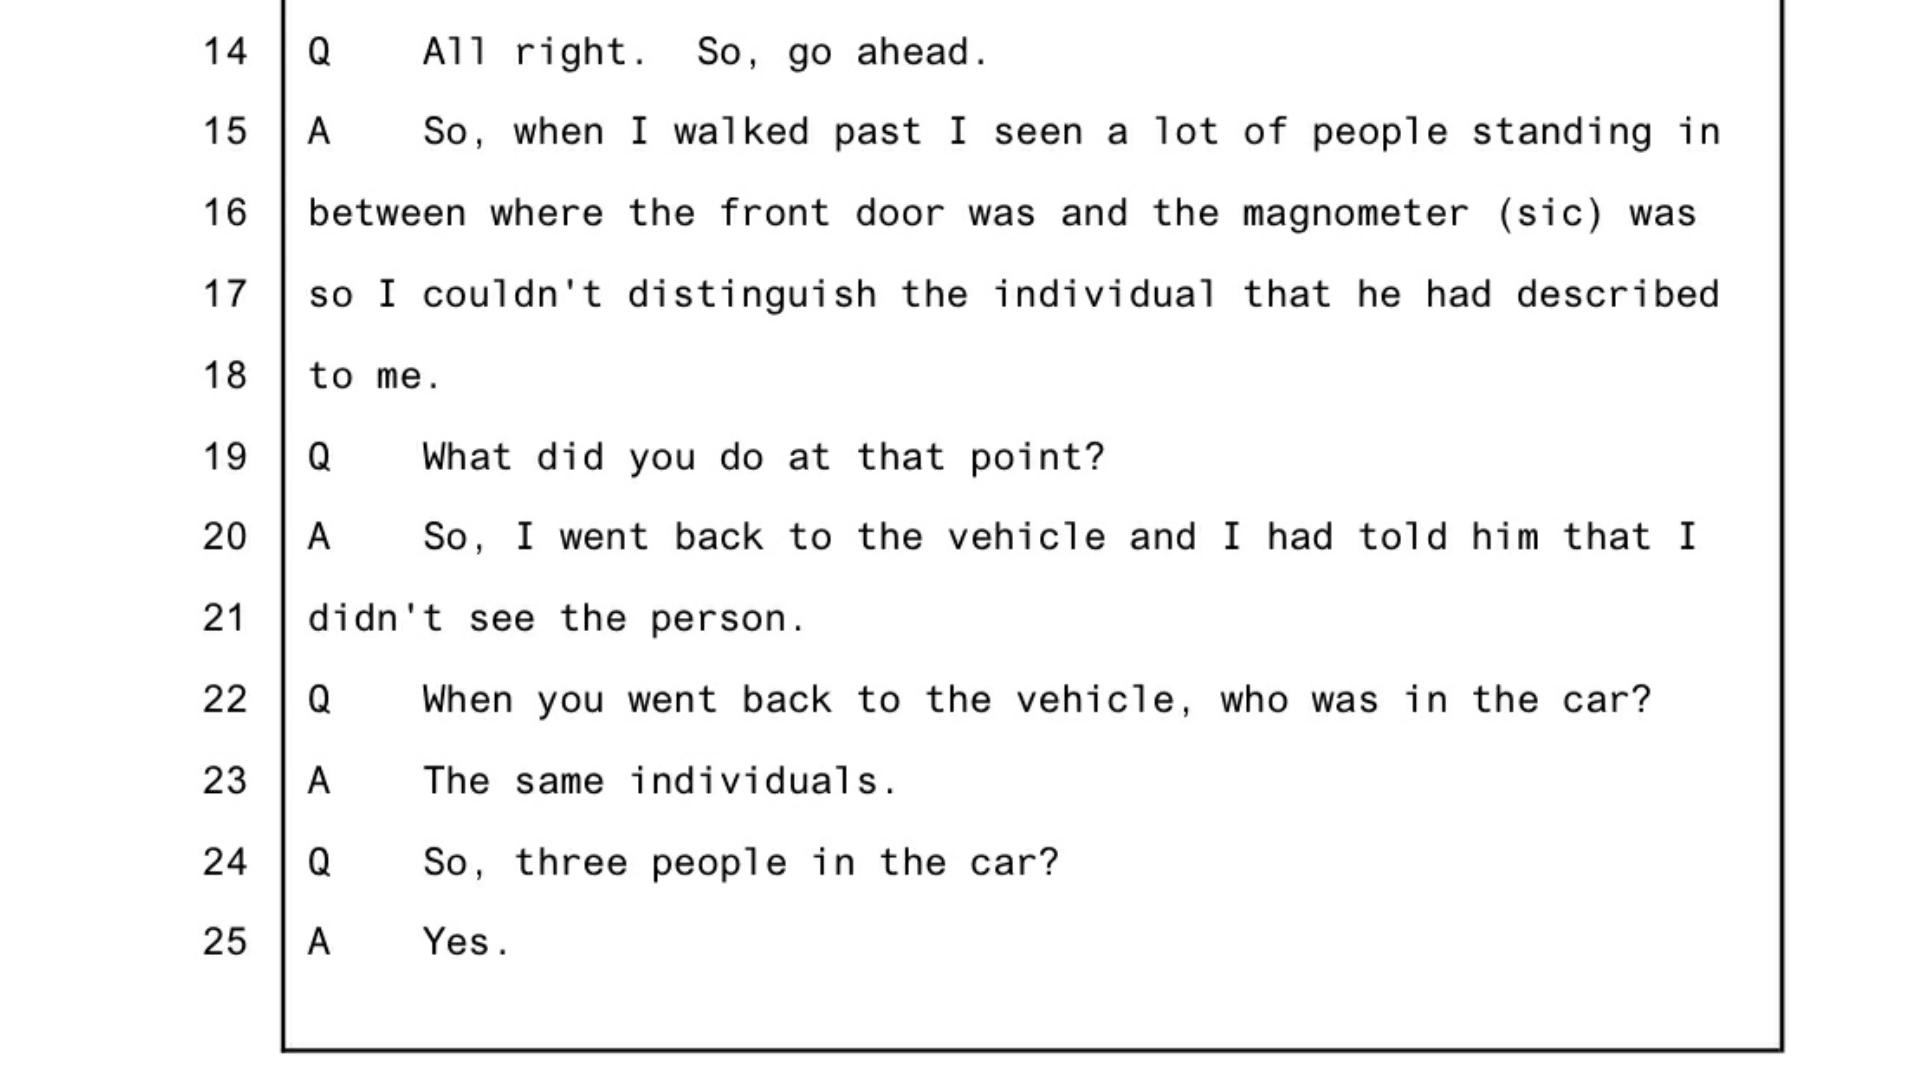 14 Q All right. So, go ahead.
15 A So, when I walked past I seen a lot of people standing in
16 between where the front door was and the magnometer (sic) was
17 so I couldn't distinguish the individual that he had described
18 to me.
19 Q What did you do at that point?
20 A So, I went back to the vehicle and I had told him that I
21 didn't see the person.
22 Q When you went back to the vehicle, who was in the car?
23 A The same individuals.
24 Q So, three people in the car?
25 A Yes.